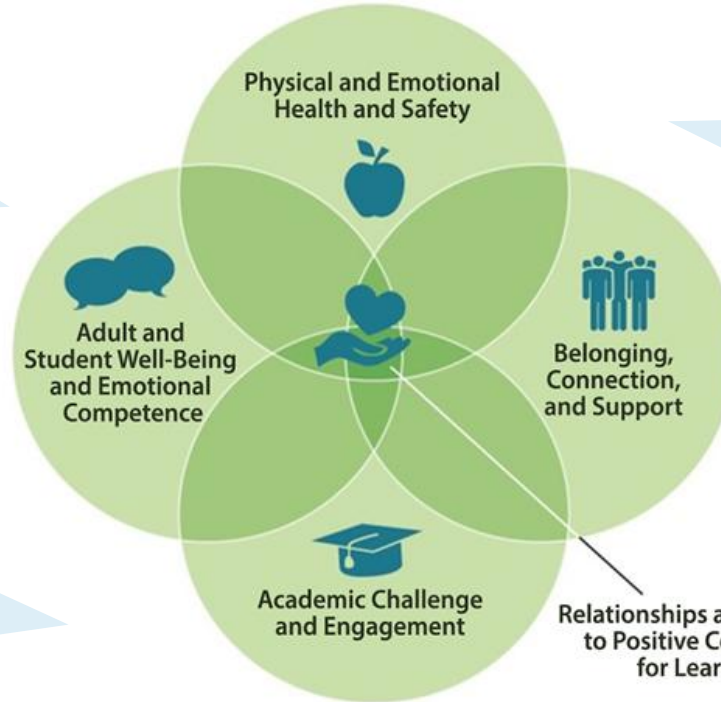 Physical and Emotional
Health and Safety
Adult and
Student Well-Being
and Emotional
Competence
Belonging,
Connection,
and Support
Academic Challenge
and Engagement
Relationships
to Positive
for